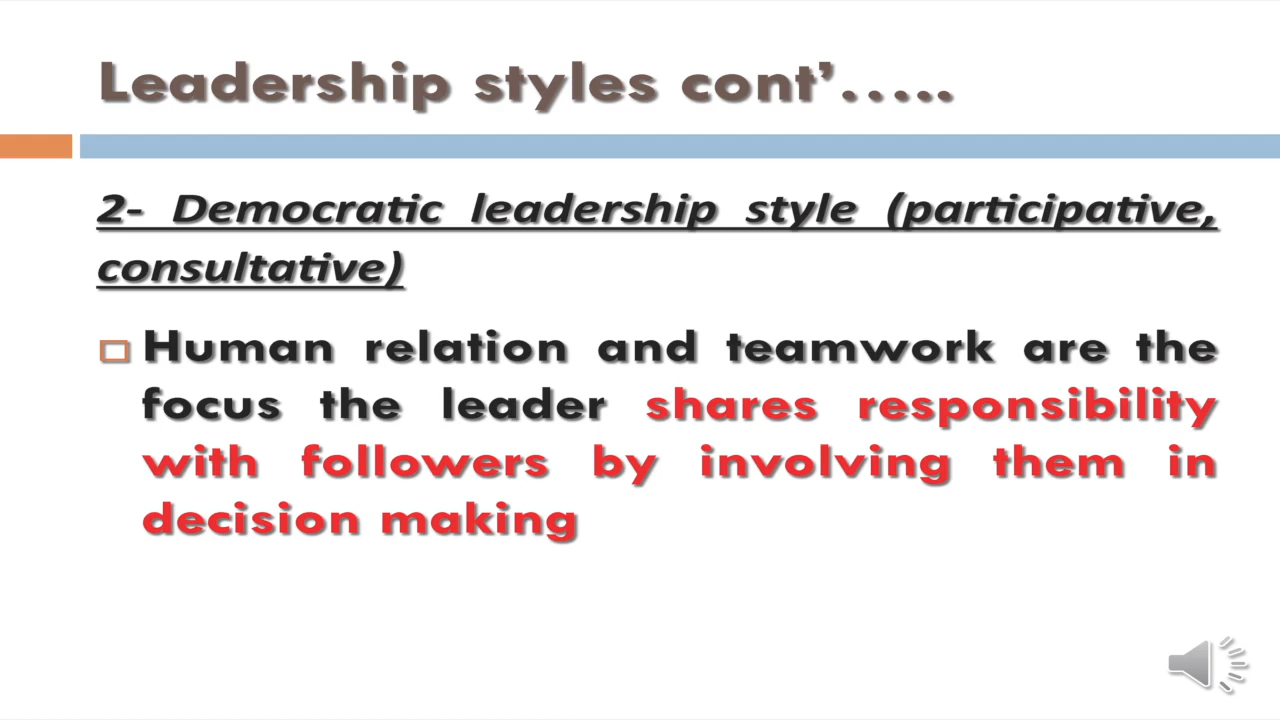 Leadership styles cont’.....
2- Democratic leadership style (participative,
consultative)
Human relation and teamwork are the
focus the leader shares responsibility
with followers by involving them in
decision making